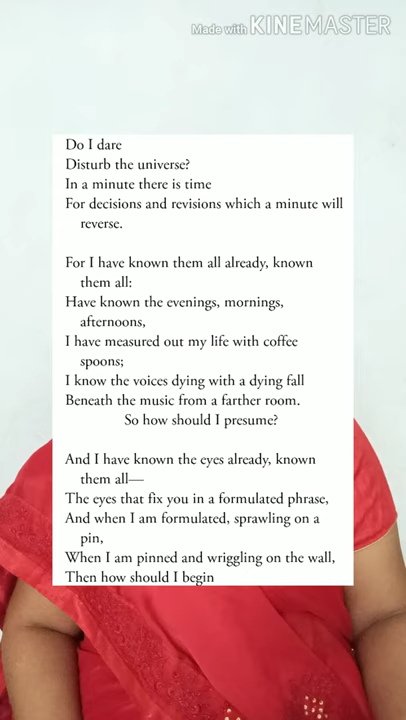 Made with KINEMASTER
Do I dare
Disturb the universe?
In a minute there is time
For decisions and revisions which a minute will
reverse.
For I have known them all already, known
them all:
Have known the evenings, mornings,
afternoons,
I have measured out my life with coffee
spoons;
I know the voices dying with a dying fall
Beneath the music from a farther room.
So how should I presume?
And I have known the eyes already, known
them all—
The eyes that fix you in a formulated phrase,
And when I am formulated, sprawling on a
pin,
When I am pinned and wriggling on the wall,
Then how should I begin